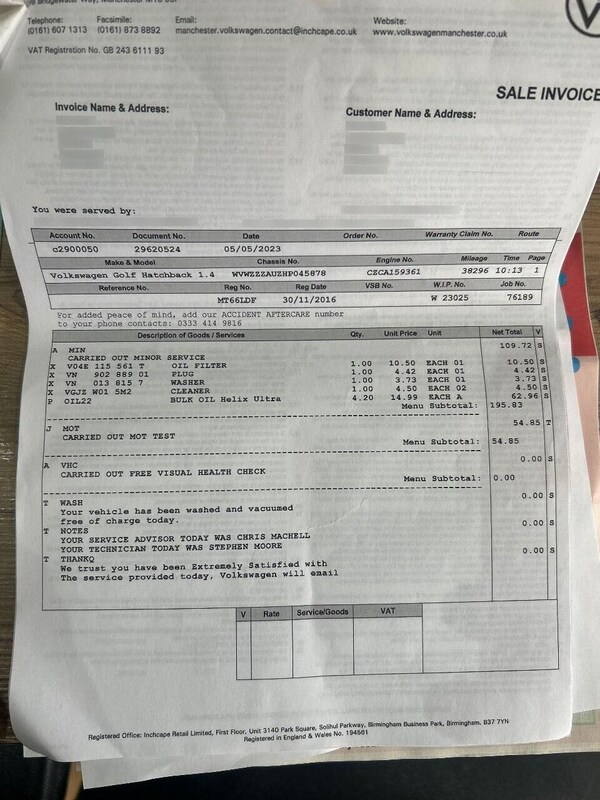 Bridgewater Way, Manchester
Telephone: Facsimile: Email: Website:
(0161) 607 1313 (0161) 873 8892 manchester.volkswagen.contact@inchcape.co.uk www.volkswagenmanchester.co.uk
VAT Registration No. GB 243 6111 93
SALE INVOICE
Invoice Name & Address: Customer Name & Address:
You were served by:
Account No. Document No. Date Order No. Warranty Claim No. Route
c2900050 29620524 05/05/2023
Make & Model Chassis No. Engine No. Mileage Time Page
Volkswagen Golf Hatchback 1.4 WVWZZZAUZHP045878 CZCA159361 38296 10:13 1
Reference No. Reg No. Reg Date VSB No. W.I.P. No. Job No.
MT66LDF 30/11/2016 W 23025 76189
For added peace of mind, add our ACCIDENT AFTERCARE number
to your phone contacts: 0333 414 9816
Description of Goods / Services Qty. Unit Price Unit Net Total V
A MIN 109.72 S
CARRIED OUT MINOR SERVICE
X V04E 115 561 T OIL FILTER 1.00 10.50 EACH 01 10.50 S
X VN 902 889 01 PLUG 1.00 4.42 EACH 01 4.42 S
X VN 013 815 7 WASHER 1.00 3.73 EACH 01 3.73 S
X VGJZ W01 5M2 CLEANER 1.00 4.50 EACH 02 4.50 S
P OIL22 BULK OIL Helix Ultra 4.20 14.99 EACH A 62.96 S
Menu Subtotal: 195.83
J MOT 54.85 T
CARRIED OUT MOT TEST
Menu Subtotal: 54.85
A VHC 0.00 S
CARRIED OUT FREE VISUAL HEALTH CHECK
Menu Subtotal: 0.00
T WASH 0.00 S
Your vehicle has been washed and vacuumed
free of charge today.
T NOTES 0.00 S
YOUR SERVICE ADVISOR TODAY WAS CHRIS MACHELL
YOUR TECHNICIAN TODAY WAS STEPHEN MOORE
T THANKQ 0.00 S
We trust you have been Extremely Satisfied with
The service provided today, Volkswagen will email
V Rate Service/Goods VAT
Registered Office: Inchcape Retail Limited, First Floor, Unit 3140 Park Square, Solihull Parkway, Birmingham Business Park, Birmingham. B37 7YN
Registered in England & Wales No. 194561